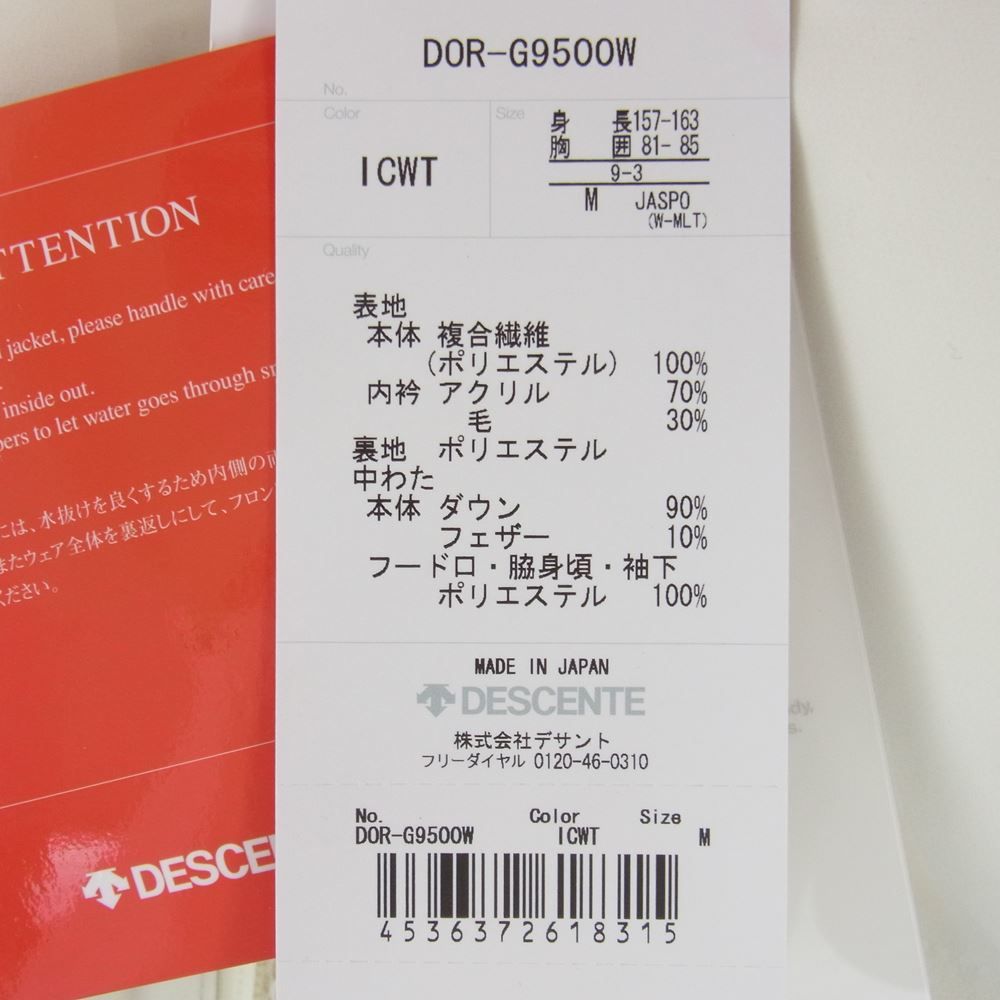 DOR-G9500W
No.
Color
ICWT
Size
身 長157-163
胸 囲 81- 85
9-3
M JASPO
(W-MLT)
Quality
表地
本体 複合繊維
(ポリエステル) 100%
内衿 アクリル 70%
毛 30%
裏地 ポリエステル
中わた
本体 ダウン 90%
フェザー 10%
フード口・脇身頃・袖下
ポリエステル 100%
MADE IN JAPAN
DESCENTE
株式会社デサント
フリーダイヤル 0120-46-0310
No. Color Size
DOR-G9500W ICWT M
4536372618315
TTENTION
jacket, please handle with care
inside out.
pers to let water goes through
には、水抜けを良くするため内側の
またウェア全体を裏返しにして、フロン
ください。
DESCE